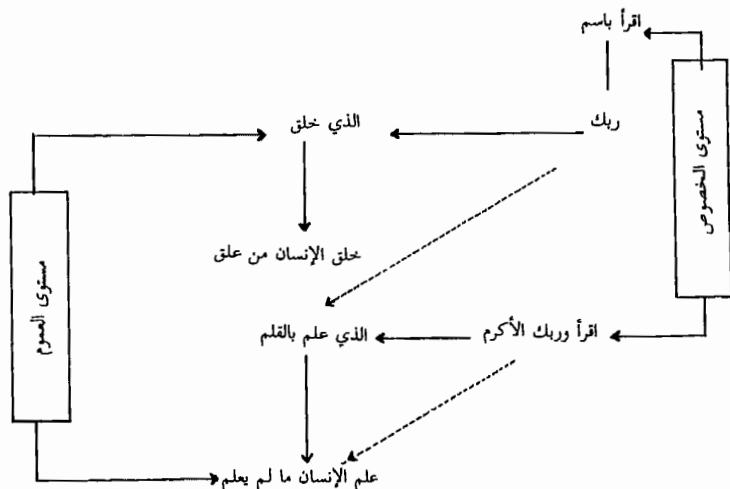 اقرأ باسم
ربك
الذي خلق
خلق الإنسان من علق
اقرأ وربك الأكرم
الذي علم بالقلم
علم الإنسان ما لم يعلم
مستوى الخصوص
مستوى العموم